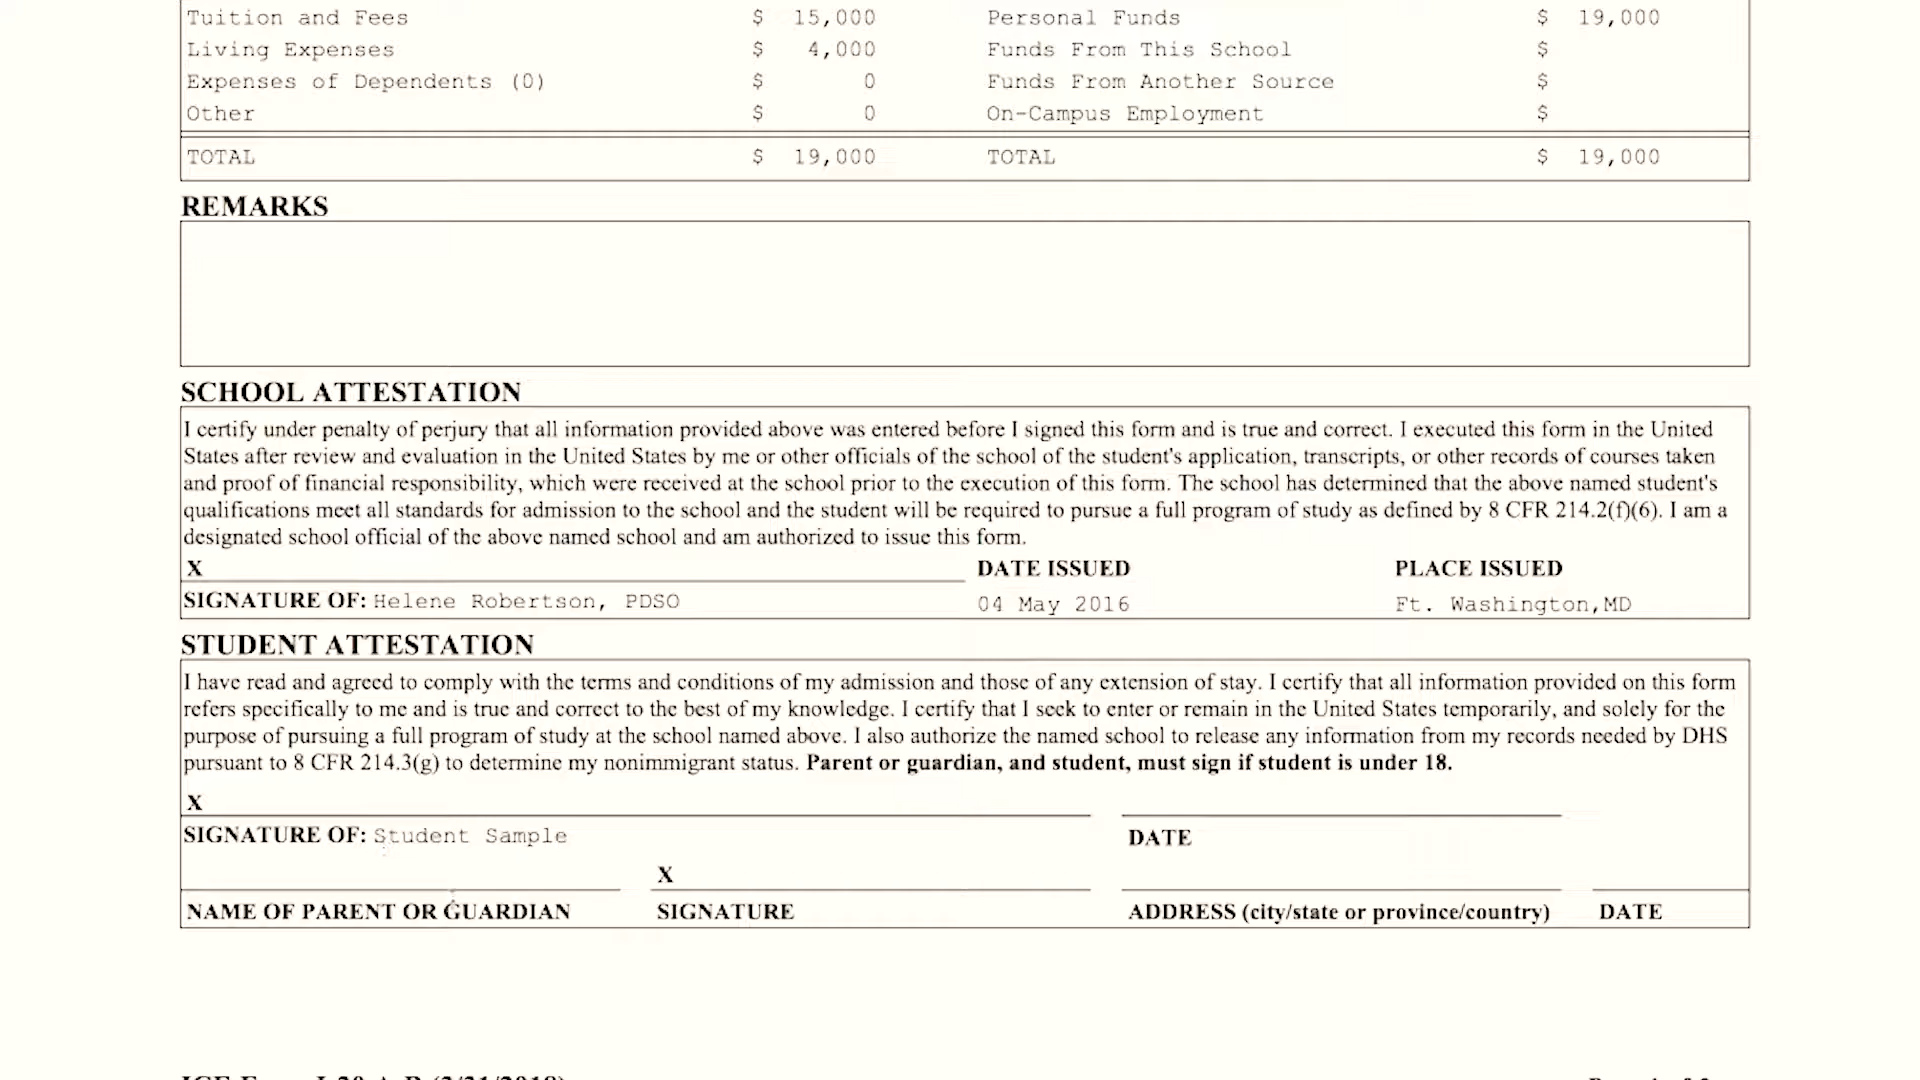 Tuition and Fees $ 15,000 Personal Funds $ 19,000
Living Expenses $ 4,000 Funds From This School $
Expenses of Dependents (0) $ 0 Funds From Another Source $
Other $ 0 On-Campus Employment $
TOTAL $ 19,000 TOTAL $ 19,000
REMARKS
SCHOOL ATTESTATION
I certify under penalty of perjury that all information provided above was entered before I signed this form and is true and correct. I executed this form in the United
States after review and evaluation in the United States by me or other officials of the school of the student's application, transcripts, or other records of courses taken
and proof of financial responsibility, which were received at the school prior to the execution of this form. The school has determined that the above named student's
qualifications meet all standards for admission to the school and the student will be required to pursue a full program of study as defined by 8 CFR 214.2(f)(6). I am a
designated school official of the above named school and am authorized to issue this form.
X DATE ISSUED PLACE ISSUED
SIGNATURE OF: Helene Robertson, PDSO 04 May 2016 Ft. Washington,MD
STUDENT ATTESTATION
I have read and agreed to comply with the terms and conditions of my admission and those of any extension of stay. I certify that all information provided on this form
refers specifically to me and is true and correct to the best of my knowledge. I certify that I seek to enter or remain in the United States temporarily, and solely for the
purpose of pursuing a full program of study at the school named above. I also authorize the named school to release any information from my records needed by DHS
pursuant to 8 CFR 214.3(g) to determine my nonimmigrant status. Parent or guardian, and student, must sign if student is under 18.
X
SIGNATURE OF: Student Sample DATE
X
NAME OF PARENT OR GUARDIAN SIGNATURE ADDRESS (city/state or province/country) DATE